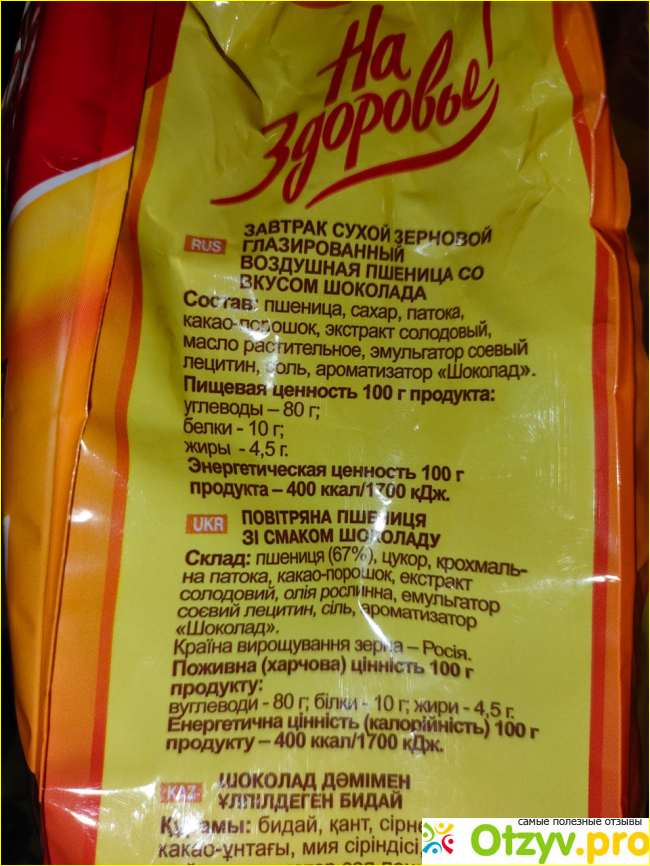 На
Здоровье!
RUS
ЗАВТРАК СУХОЙ ЗЕРНОВОЙ
ГЛАЗИРОВАННЫЙ
ВОЗДУШНАЯ ПШЕНИЦА СО
ВКУСОМ ШОКОЛАДА
Состав: пшеница, сахар, патока,
какао-порошок, экстракт солодовый,
масло растительное, эмульгатор соевый
лецитин, соль, ароматизатор «Шоколад».
Пищевая ценность 100 г продукта:
углеводы – 80 г;
белки - 10 г;
жиры - 4,5 г.
Энергетическая ценность 100 г
продукта – 400 ккал/1700 кДж.
UKR
ПОВІТРЯНА ПШЕНИЦЯ
ЗІ СМАКОМ ШОКОЛАДУ
Склад: пшениця (67%), цукор, крохмаль-
на патока, какао-порошок, екстракт
солодовий, олія рослинна, емульгатор
соєвий лецитин, сіль, ароматизатор
«Шоколад».
Країна вирощування зерна – Росія.
Поживна (харчова) цінність 100 г
продукту:
вуглеводи - 80 г; білки - 10 г; жири - 4,5 г.
Енергетична цінність (калорійність) 100 г
продукту – 400 ккал/1700 кДж.
KAZ
ШОКОЛАД ДӘМІМЕН
ҮЛПІЛДЕГЕН БИДАЙ
Құрамы: бидай, қант, сірне
какао-ұнтағы, мия сіріндісі,
самые полезные отзывы
Otzyv.pro